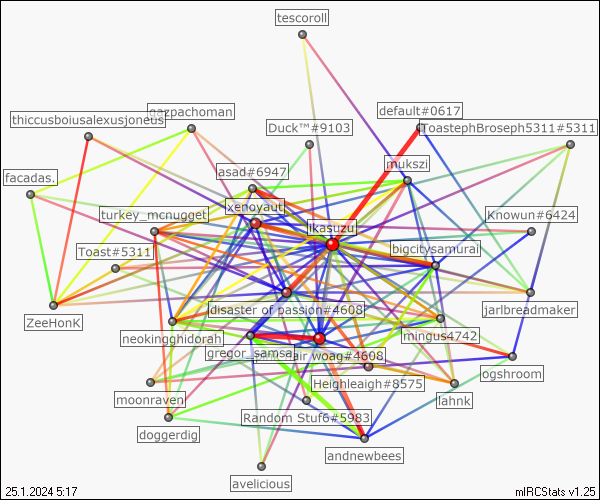 tescoroll
gazpachoman
default#0617
thiccusboiusalexusjoneus
Duck™#9103
ToastephBroseph5311#5311
mukszi
facadas.
asad#6947
xenoyaut
turkey_mcnugget
Knowun#6424
ikasuzu
Toast#5311
bigcitysamurai
disaster of passion#4608
jarlbreadmaker
ZeeHonK
neokinghidorah
mingus4742
gregor_samsa
air woag#4608
ogshroom
Heighleaigh#8575
moonraven
lahnk
Random Stuf6#5983
doggerdig
andnewbees
avelicious
25.1.2024 5:17
mIRCStats v1.25